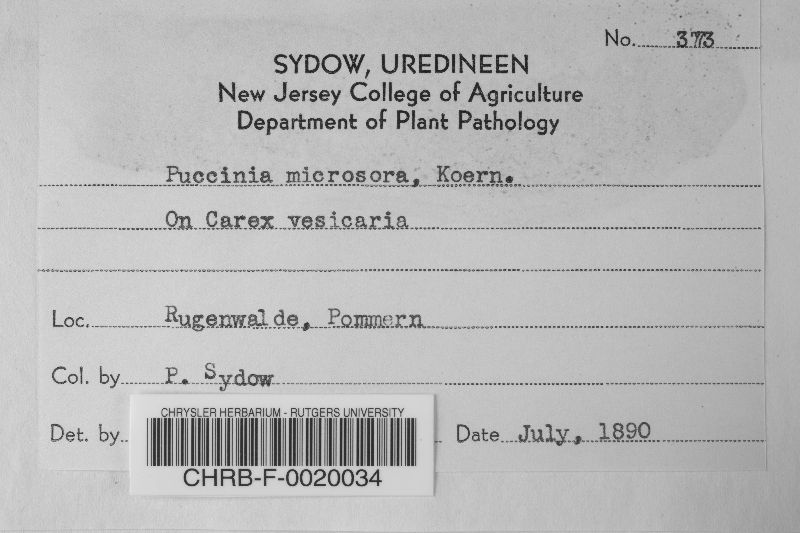 No. 373
SYDOW, UREDINEEN
New Jersey College of Agriculture
Department of Plant Pathology
Puccinia microsora, Koern.
On Carex vesicaria
Loc. Rugenwalde, Pommern
Col. by P. Sydow
Det. by Date July, 1890
CHRYSLER HERBARIUM - RUTGERS UNIVERSITY
CHRB-F-0020034